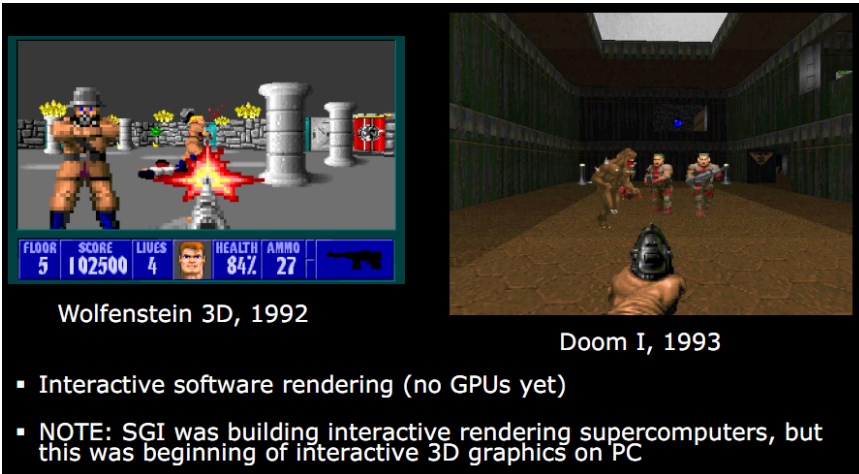 FLOOR SCORE LIVES HEALTH AMMO
5 102500 4 84% 27
Wolfenstein 3D, 1992
Doom I, 1993
▪ Interactive software rendering (no GPUs yet)
▪ NOTE: SGI was building interactive rendering supercomputers, but
this was beginning of interactive 3D graphics on PC